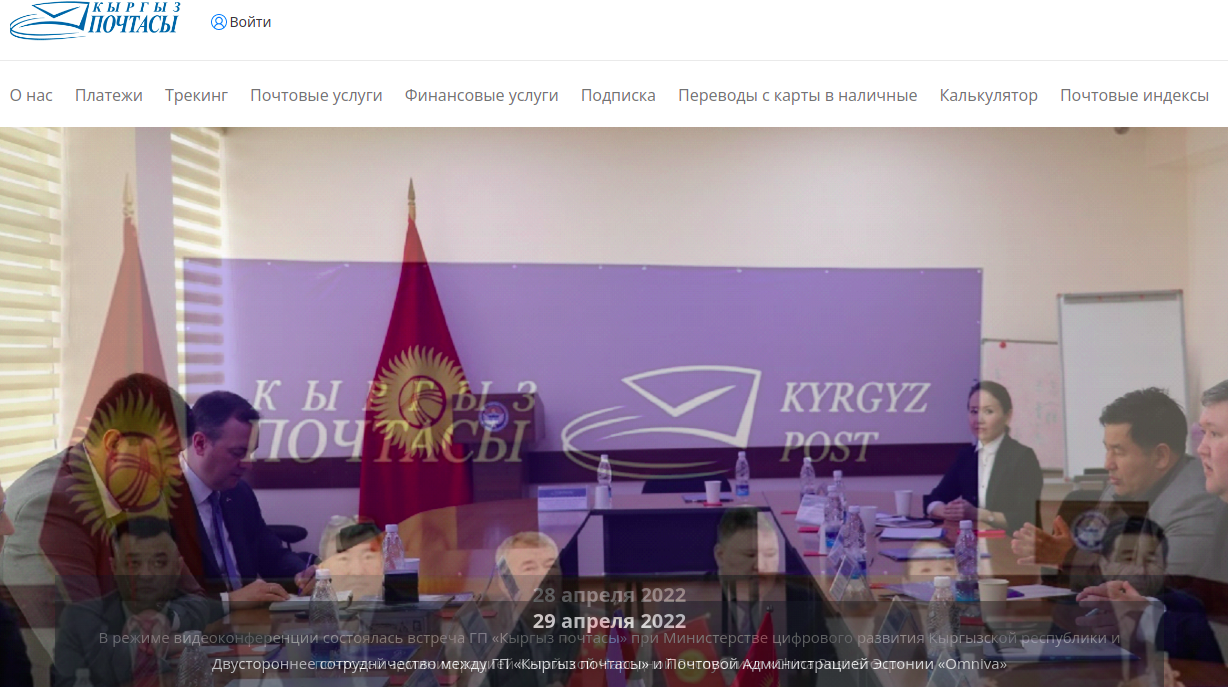 КЫРГЫЗ
ПОЧТАСЫ
Войти
О нас Платежи Трекинг Почтовые услуги Финансовые услуги Подписка Переводы с карты в наличные Калькулятор Почтовые индексы
КЫРГЫЗ
ПОЧТАСЫ
KYRGYZ
POST
28 апреля 2022
29 апреля 2022
В режиме видеоконференции состоялась встреча ГП «Кыргыз почтасы» при Министерстве цифрового развития Кыргызской республики и
Двустороннее сотрудничество между ГП «Кыргыз почтасы» и Почтовой Администрацией Эстонии «Omniva»